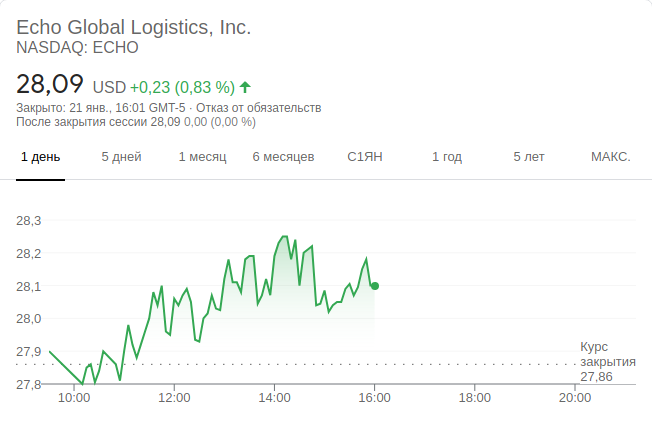 Echo Global Logistics, Inc.
NASDAQ: ECHO
28,09 USD +0,23 (0,83 %)
Закрыто: 21 янв., 16:01 GMT-5 · Отказ от обязательств
После закрытия сессии 28,09 0,00 (0,00 %)
1 день 5 дней 1 месяц 6 месяцев С1ЯН 1 год 5 лет МАКС.
28,3
28,2
28,1
28,0
27,9
27,8
Курс
закрытия
27,86
10:00 12:00 14:00 16:00 18:00 20:00